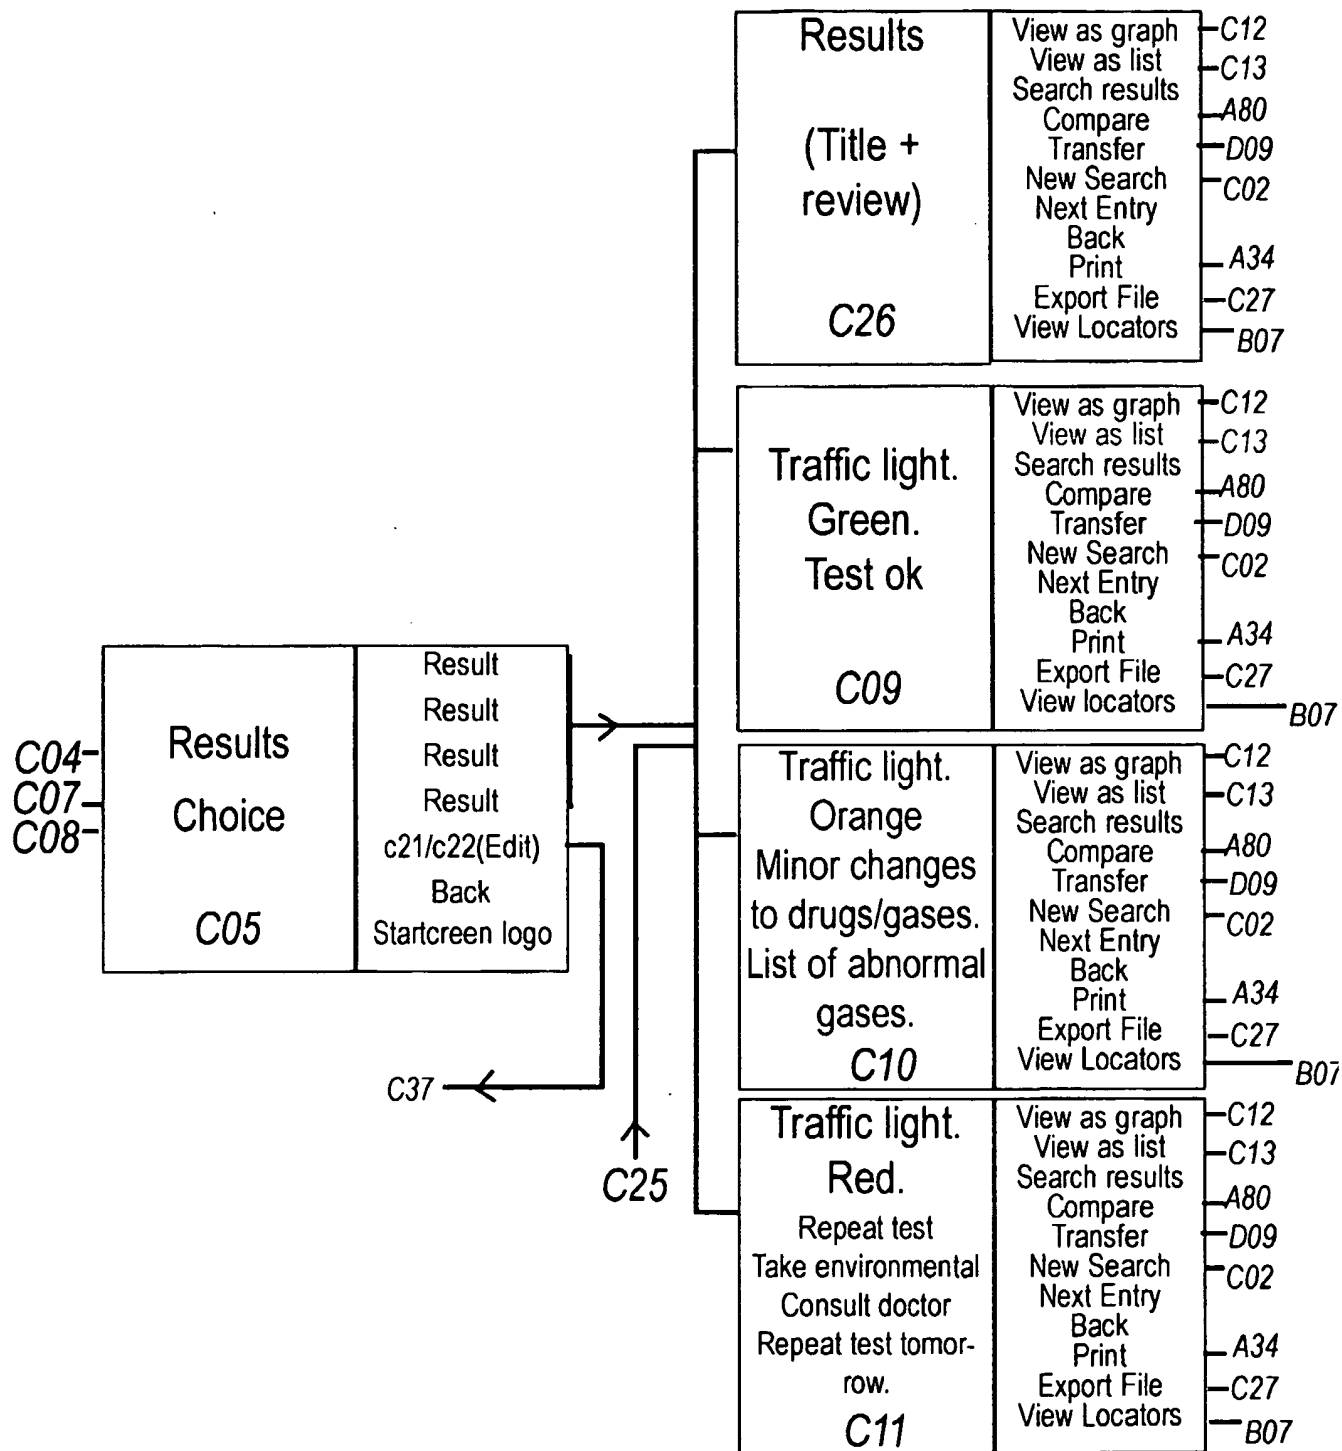 C04
C07
C08
Results
Choice
C05
Result
Result
Result
Result
c21/c22(Edit)
Back
Startcreen logo
C37
C25
Results
(Title +
review)
C26
View as graph
View as list
Search results
Compare
Transfer
New Search
Next Entry
Back
Print
Export File
View Locators
C12
C13
A80
D09
C02
A34
C27
B07
Traffic light.
Green.
Test ok
C09
View as graph
View as list
Search results
Compare
Transfer
New Search
Next Entry
Back
Print
Export File
View locators
C12
C13
A80
D09
C02
A34
C27
B07
Traffic light.
Orange
Minor changes
to drugs/gases.
List of abnormal
gases.
C10
View as graph
View as list
Search results
Compare
Transfer
New Search
Next Entry
Back
Print
Export File
View Locators
C12
C13
A80
D09
C02
A34
C27
B07
Traffic light.
Red.
Repeat test
Take environmental
Consult doctor
Repeat test tomor-
row.
C11
View as graph
View as list
Search results
Compare
Transfer
New Search
Next Entry
Back
Print
Export File
View Locators
C12
C13
A80
D09
C02
A34
C27
B07